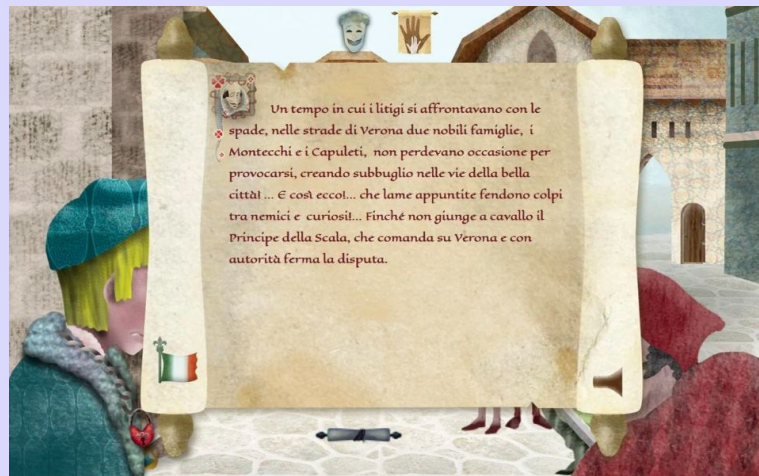 Un tempo in cui i litigi si affrontavano con le
spade, nelle strade di Verona due nobili famiglie, i
Montecchi e i Capuleti, non perdevano occasione per
provocarsi, creando subbuglio nelle vie della bella
città! ... E così ecco!... che lame appuntite fendono colpi
tra nemici e curiosi!... Finché non giunge a cavallo il
Principe della Scala, che comanda su Verona e con
autorità ferma la disputa.